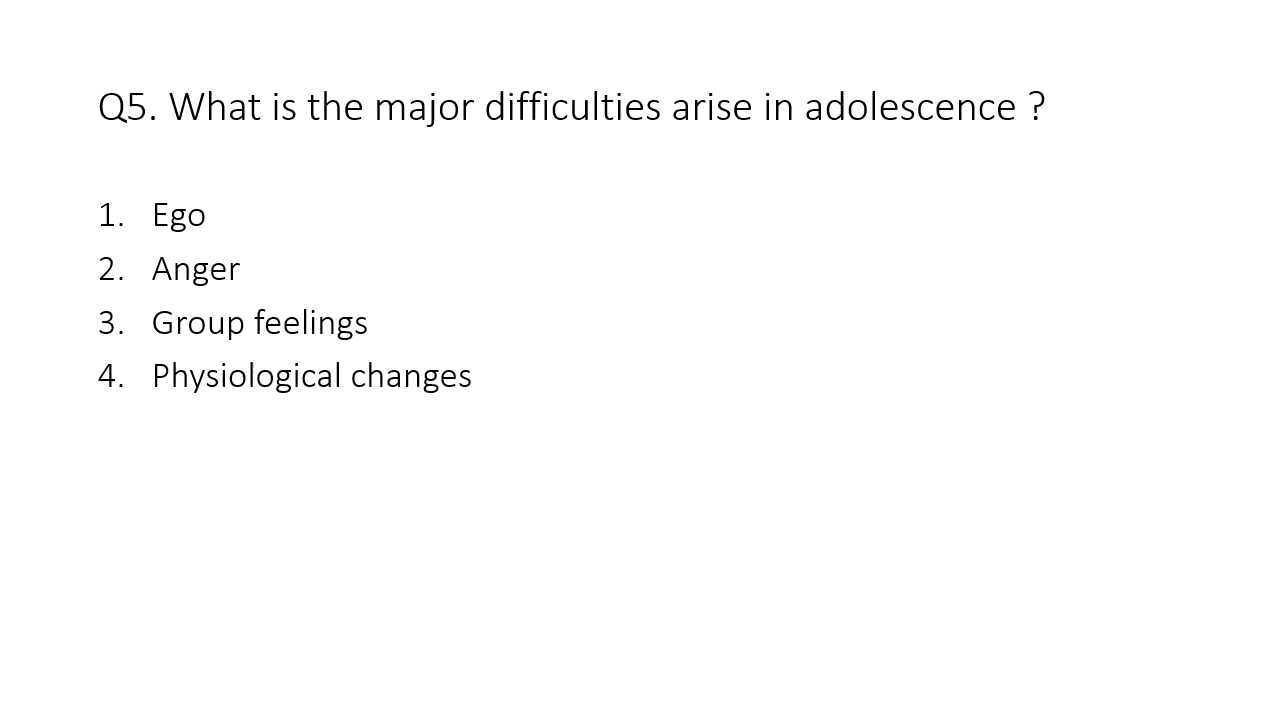 Q5. What is the major difficulties arise in adolescence ?
1. Ego
2. Anger
3. Group feelings
4. Physiological changes